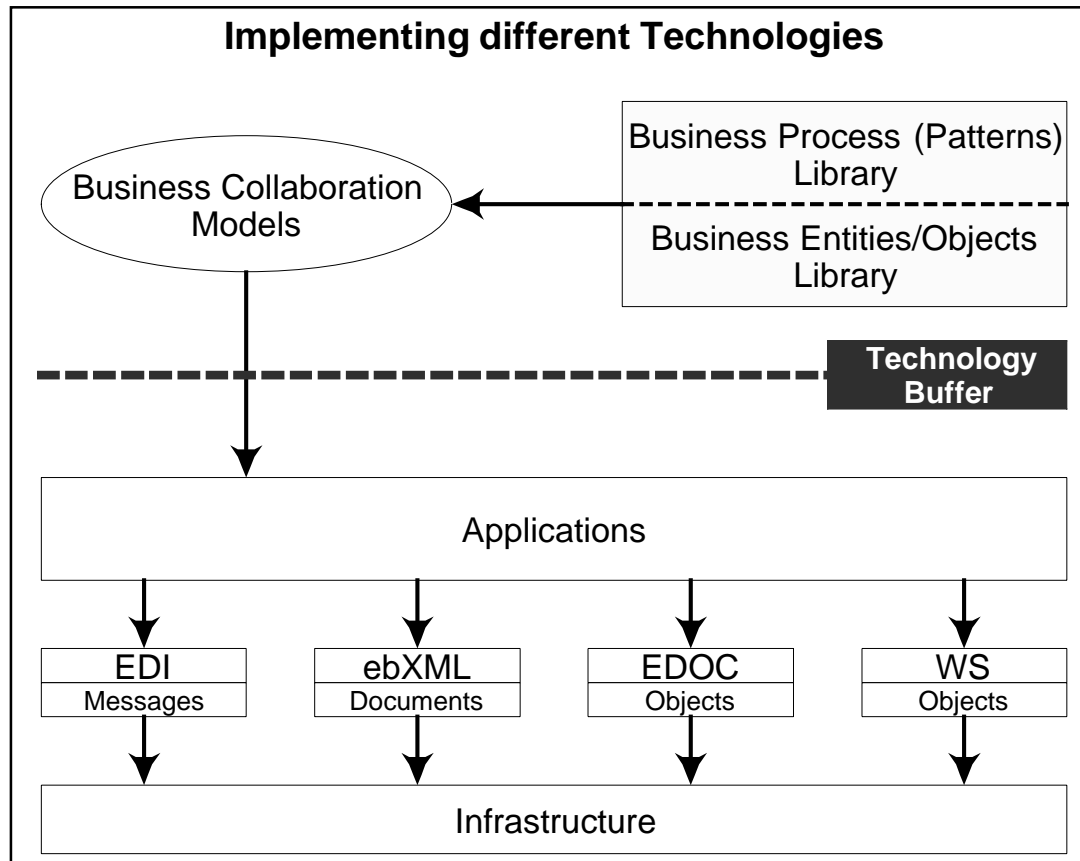 Implementing different Technologies
Business Process (Patterns)
Library
Business Collaboration
Models
Business Entities/Objects
Library
Technology
Buffer
Applications
EDI
Messages
ebXML
Documents
EDOC
Objects
WS
Objects
Infrastructure